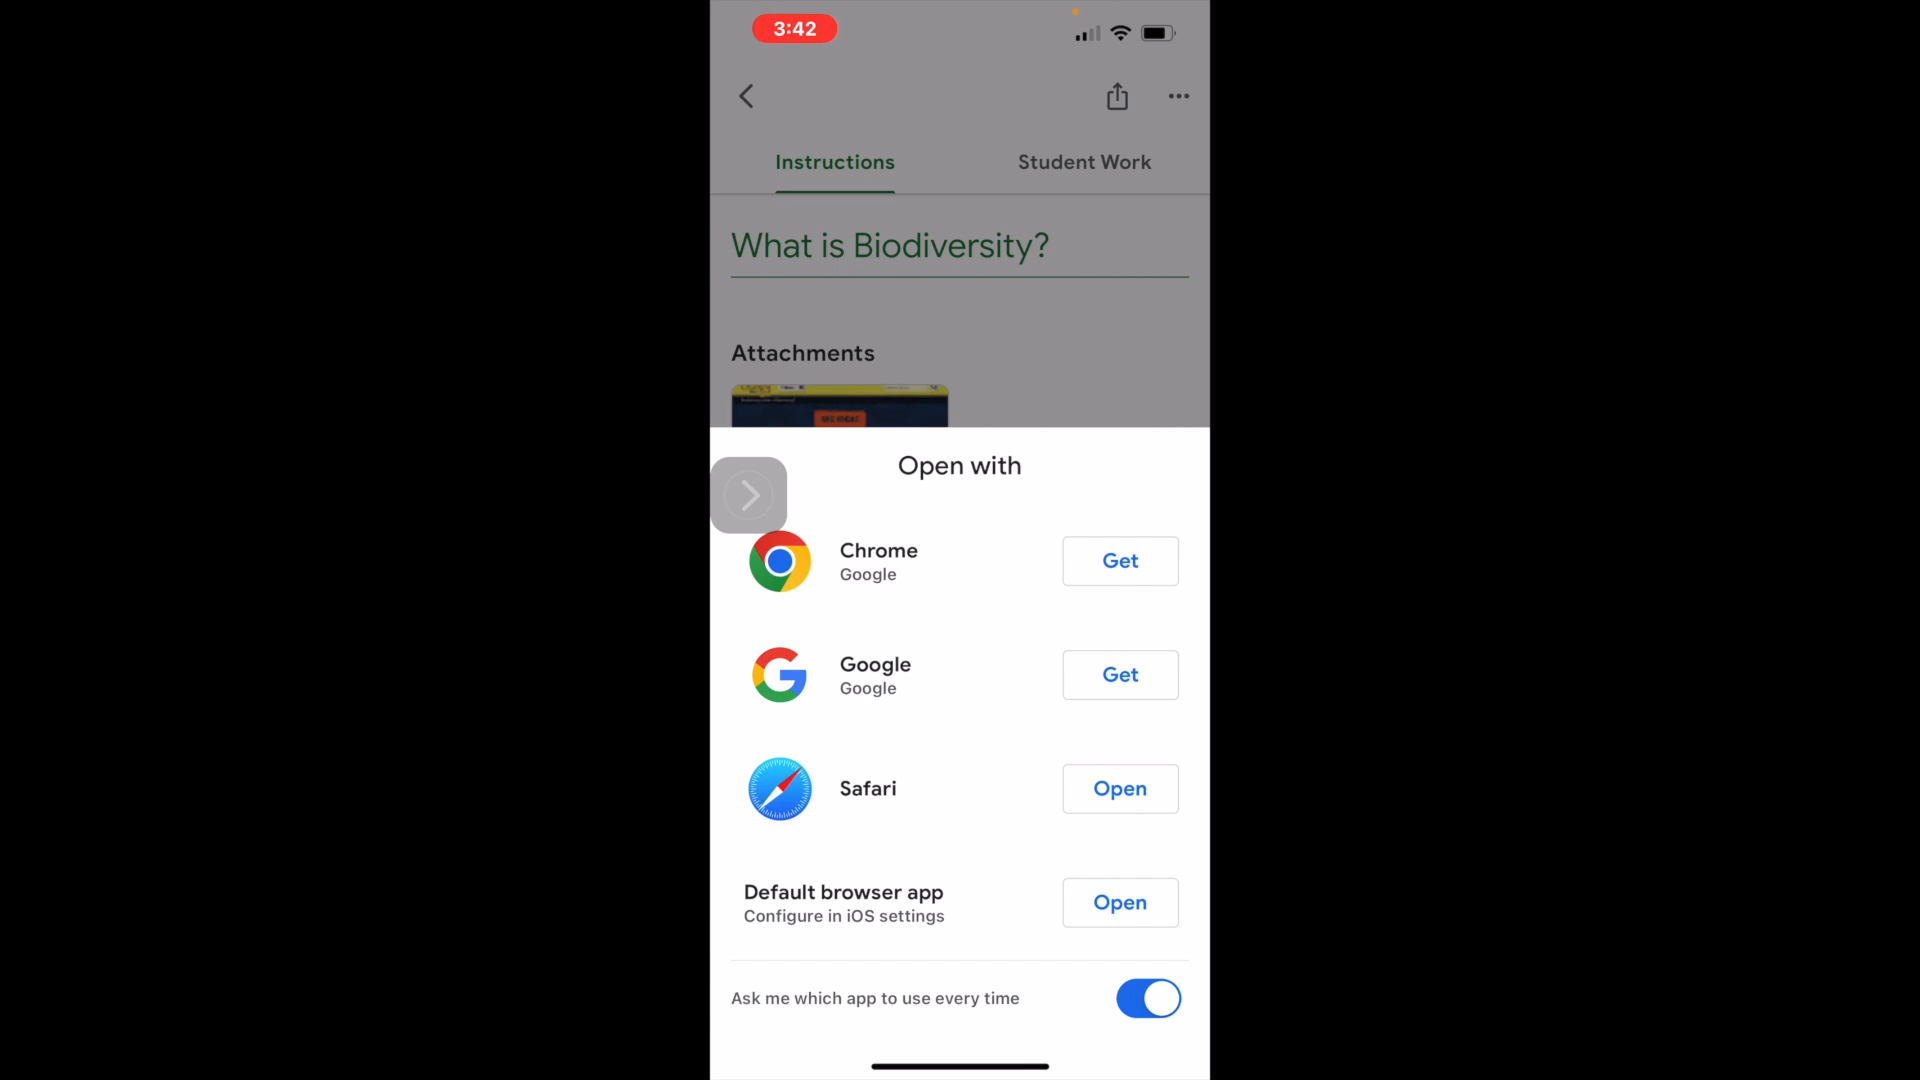 3:42
Instructions
Student Work
What is Biodiversity?
Attachments
Open with
Chrome
Google
Get
Google
Google
Get
Safari
Open
Default browser app
Configure in iOS settings
Open
Ask me which app to use every time